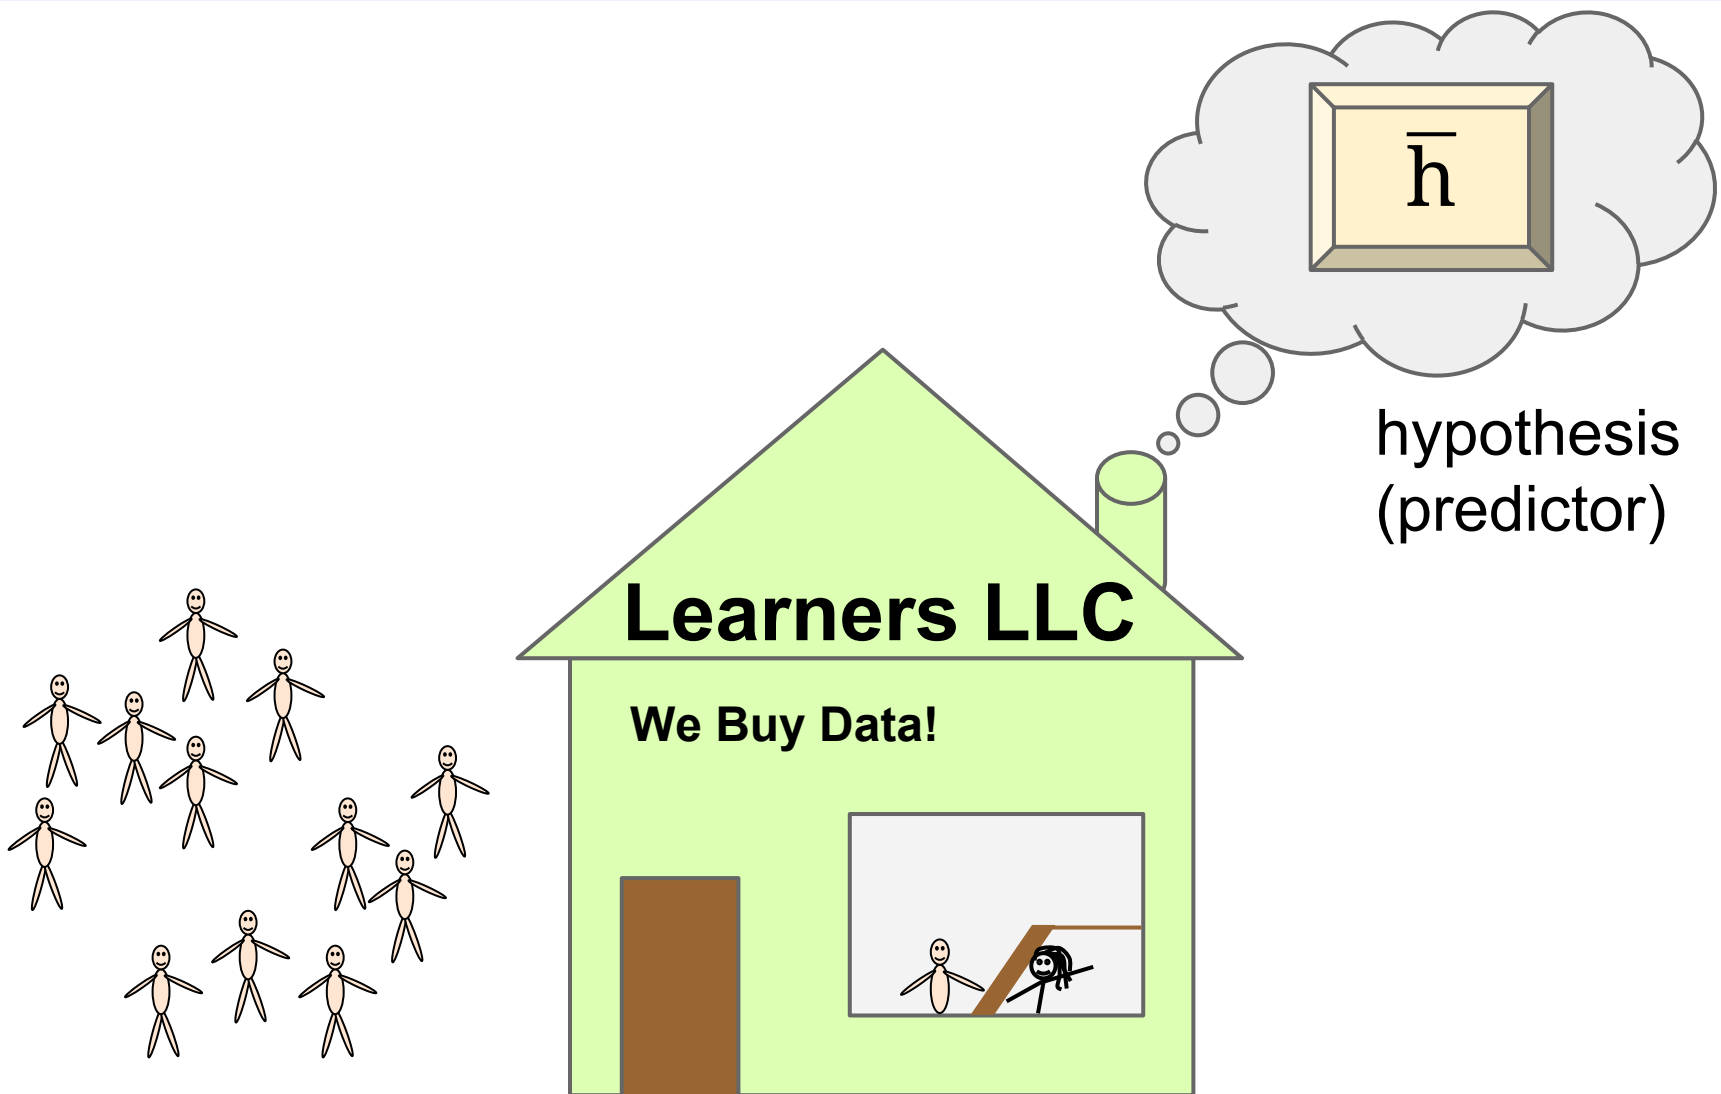 h̅
hypothesis
(predictor)
Learners LLC
We Buy Data!